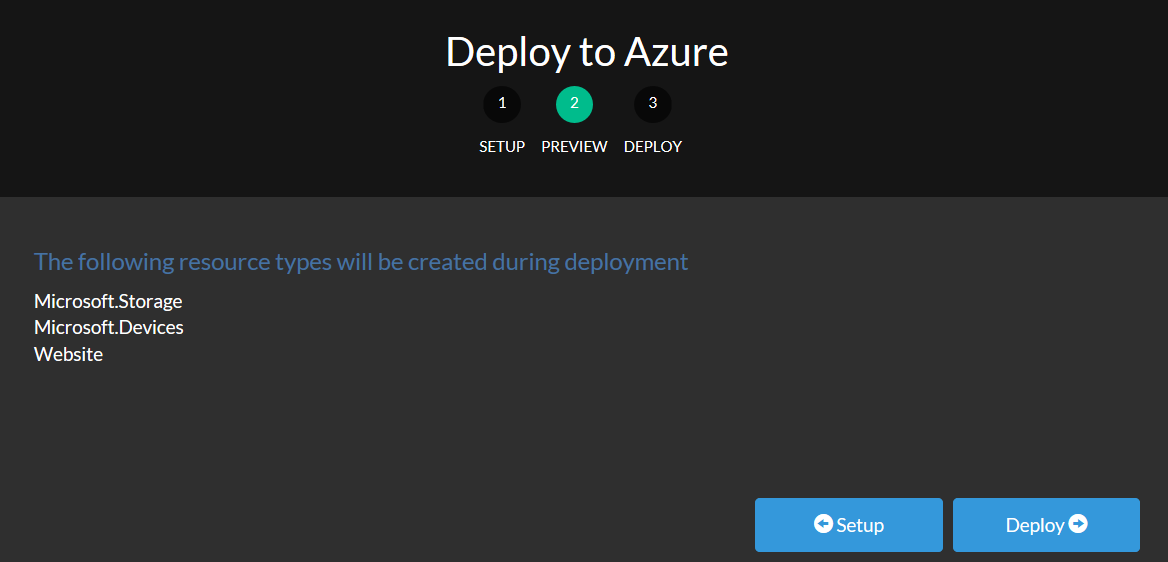 Deploy to Azure
1 2 3
SETUP PREVIEW DEPLOY
The following resource types will be created during deployment
Microsoft.Storage
Microsoft.Devices
Website
Setup Deploy